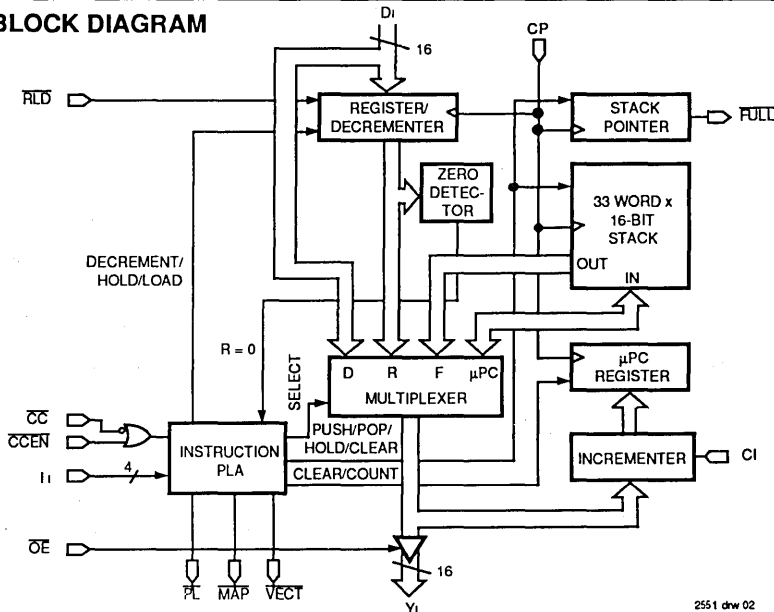 BLOCK DIAGRAM
DI
16
CP
RLD
REGISTER/
DECREMENTER
STACK
POINTER
FULL
ZERO
DETEC-
TOR
33 WORD x
16-BIT
STACK
OUT
IN
DECREMENT/
HOLD/LOAD
R = 0
SELECT
D R F µPC
MULTIPLEXER
µPC
REGISTER
CC
CCEN
II
4
INSTRUCTION
PLA
PUSH/POP/
HOLD/CLEAR
CLEAR/COUNT
INCREMENTER
CI
OE
16
PL
MAP
VECT
YI
2551 drw 02